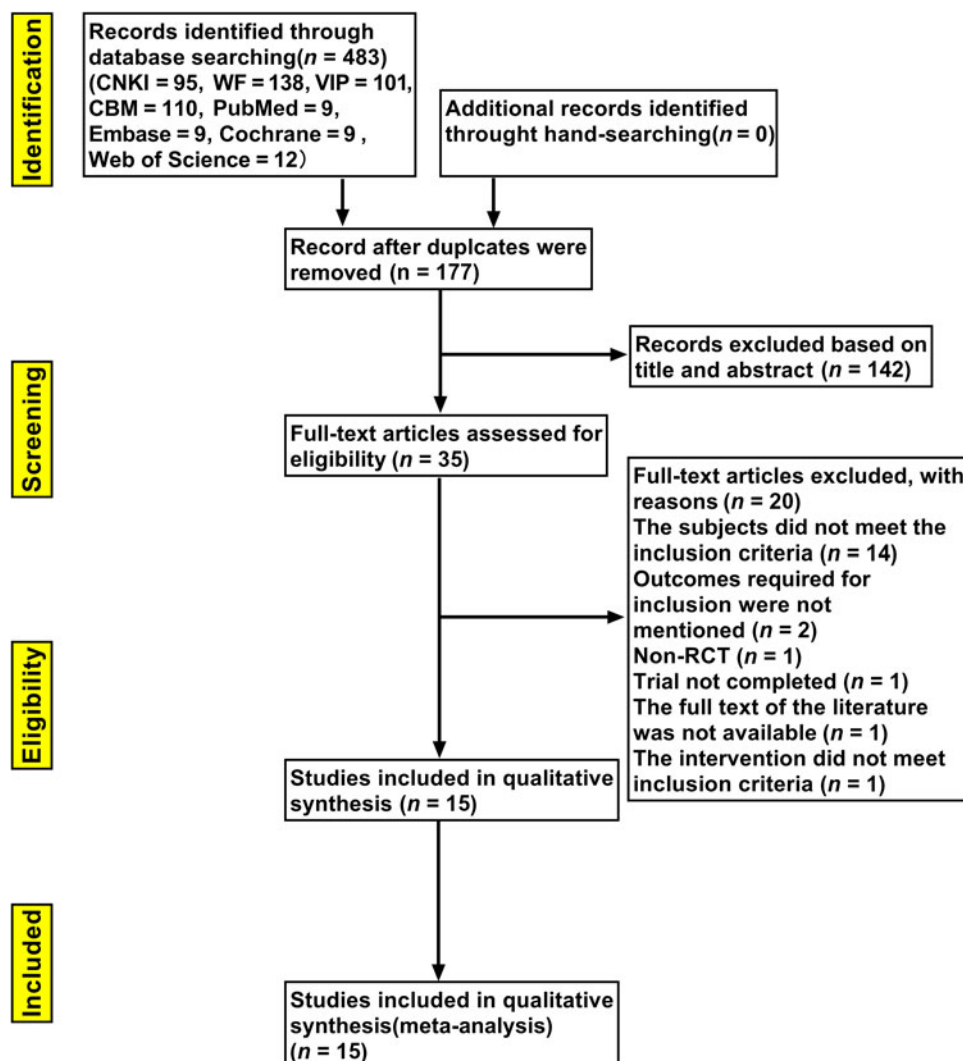 Identification
Records identified through
database searching(n = 483)
(CNKI = 95, WF = 138, VIP = 101,
CBM = 110, PubMed = 9,
Embase = 9, Cochrane = 9 ,
Web of Science = 12）
Additional records identified
throught hand-searching(n = 0)
Record after duplcates were
removed (n = 177)
Screening
Records excluded based on
title and abstract (n = 142)
Full-text articles assessed for
eligibility (n = 35)
Full-text articles excluded, with
reasons (n = 20)
The subjects did not meet the
inclusion criteria (n = 14)
Outcomes required for
inclusion were not
mentioned (n = 2)
Non-RCT (n = 1)
Trial not completed (n = 1)
The full text of the literature
was not available (n = 1)
The intervention did not meet
inclusion criteria (n = 1)
Eligibility
Studies included in qualitative
synthesis (n = 15)
Included
Studies included in qualitative
synthesis(meta-analysis)
(n = 15)